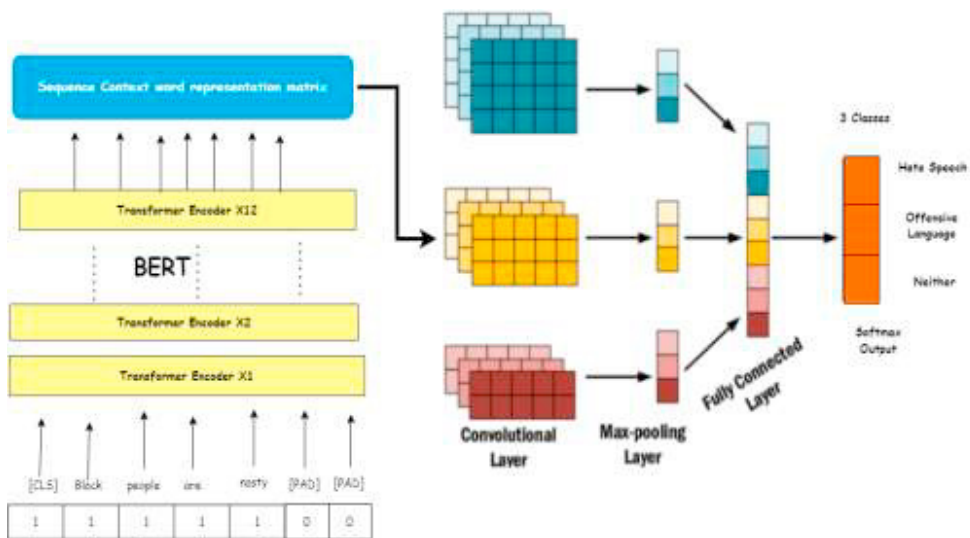 Sequence Context word representation matrix
Transformer Encoder X12
BERT
Transformer Encoder X2
Transformer Encoder X1
[CLS] Black people are nasty [PAD] [PAD]
1 1 1 1 1 0 0
Convolutional
Layer
Max-pooling
Layer
Fully Connected
Layer
3 Classes
Hate Speech
Offensive
Language
Neither
Softmax
Output